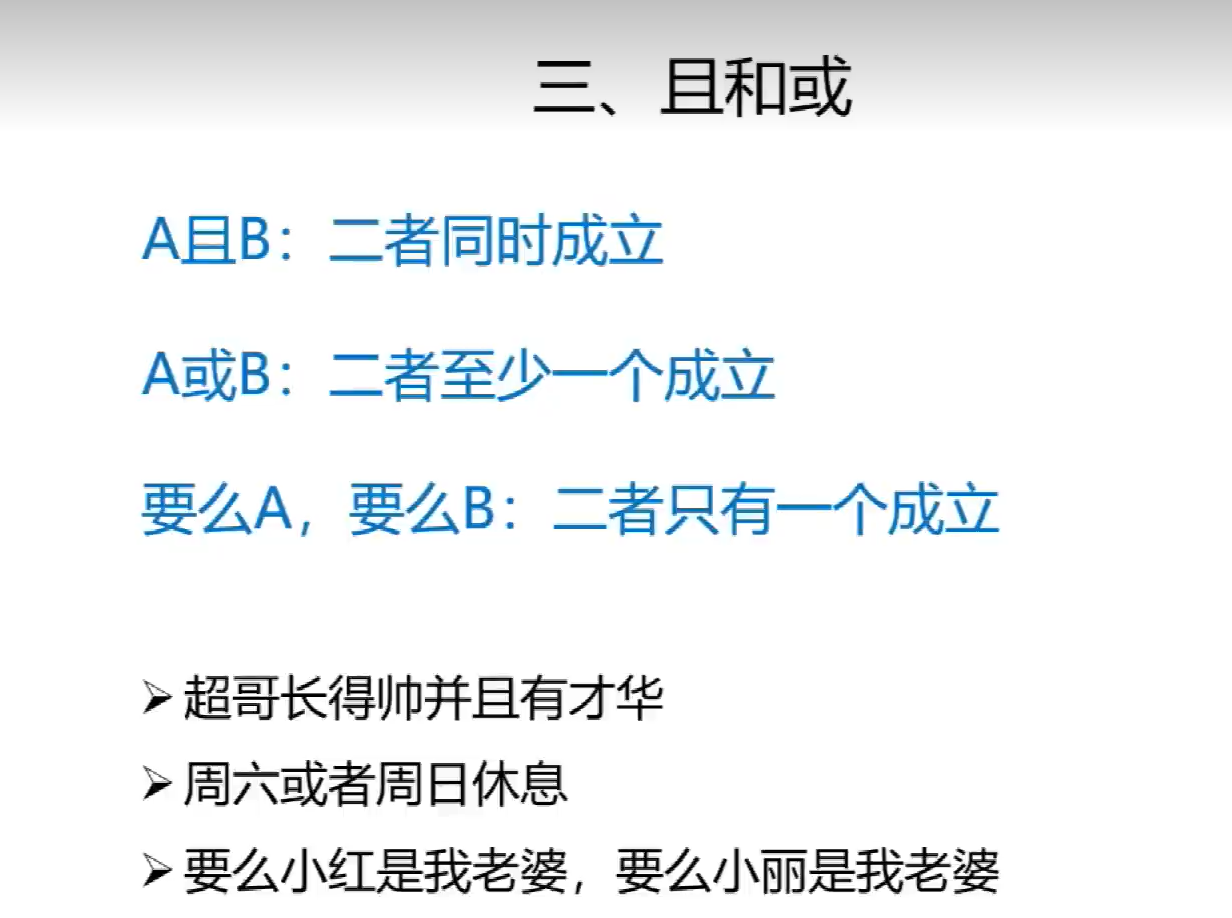 三、且和或
A且B：二者同时成立
A或B：二者至少一个成立
要么A，要么B：二者只有一个成立
➢超哥长得帅并且有才华
➢周六或者周日休息
➢要么小红是我老婆，要么小丽是我老婆